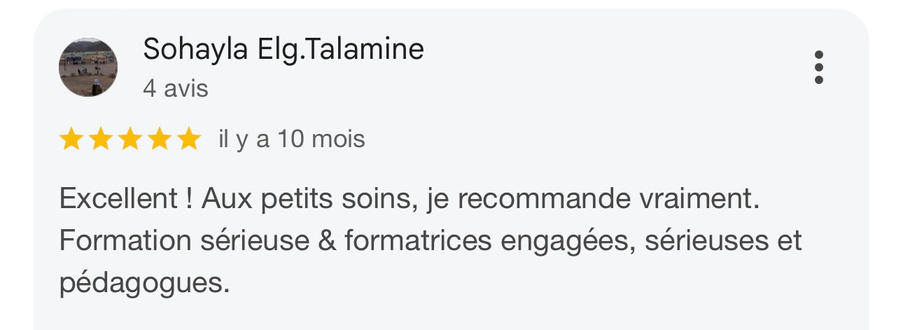 Sohayla Elg.Talamine
4 avis
il y a 10 mois
Excellent ! Aux petits soins, je recommande vraiment.
Formation sérieuse & formatrices engagées, sérieuses et
pédagogues.